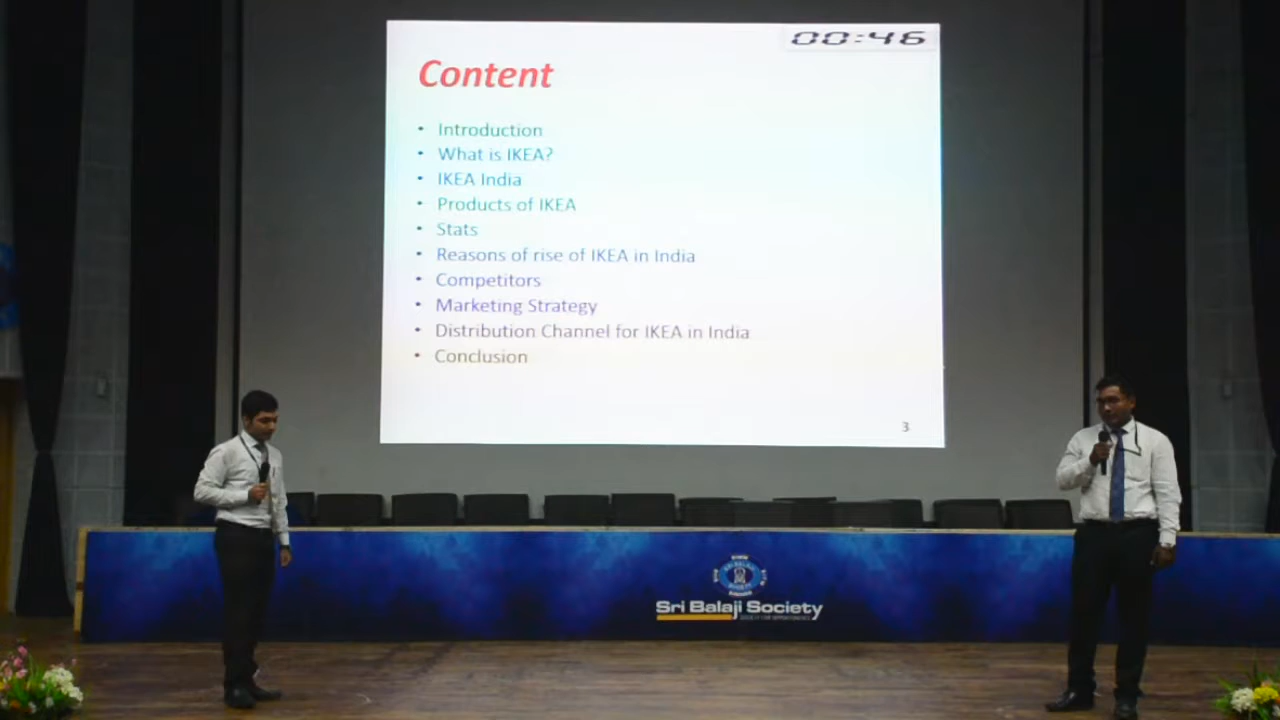 00:46
Content
• Introduction
• What is IKEA?
• IKEA India
• Products of IKEA
• Stats
• Reasons of rise of IKEA in India
• Competitors
• Marketing Strategy
• Distribution Channel for IKEA in India
• Conclusion
3
Sri Balaji Society